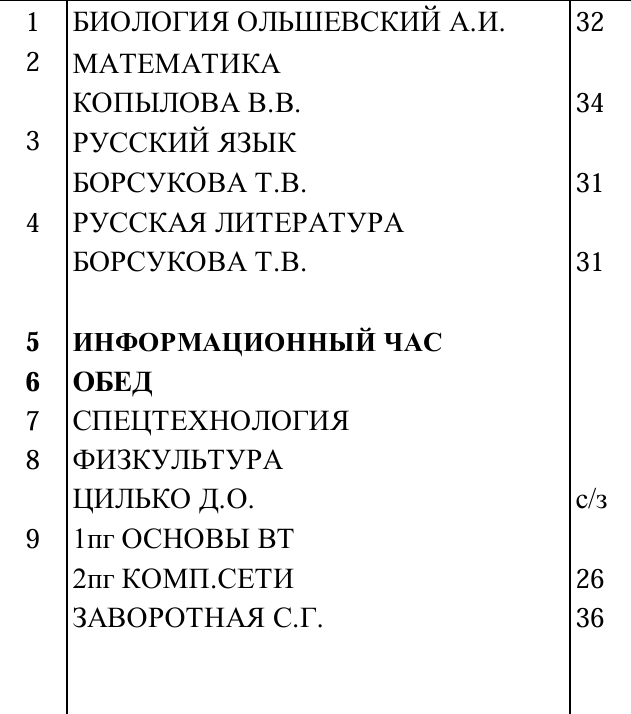 1 БИОЛОГИЯ ОЛЬШЕВСКИЙ А.И. 32
2 МАТЕМАТИКА
КОПЫЛОВА В.В. 34
3 РУССКИЙ ЯЗЫК
БОРСУКОВА Т.В. 31
4 РУССКАЯ ЛИТЕРАТУРА
БОРСУКОВА Т.В. 31
5 ИНФОРМАЦИОННЫЙ ЧАС
6 ОБЕД
7 СПЕЦТЕХНОЛОГИЯ
8 ФИЗКУЛЬТУРА
ЦИЛЬКО Д.О. с/з
9 1пг ОСНОВЫ ВТ
2пг КОМП.СЕТИ 26
ЗАВОРОТНАЯ С.Г. 36